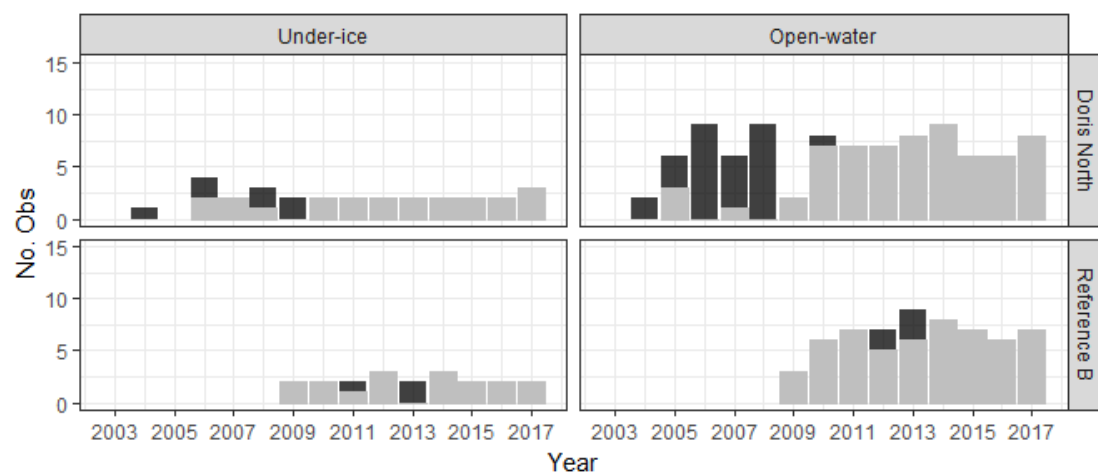 Under-ice Open-water
15
10
5
0
Doris North
15
10
5
0
Reference B
No. Obs
2003 2005 2007 2009 2011 2013 2015 2017 2003 2005 2007 2009 2011 2013 2015 2017
Year